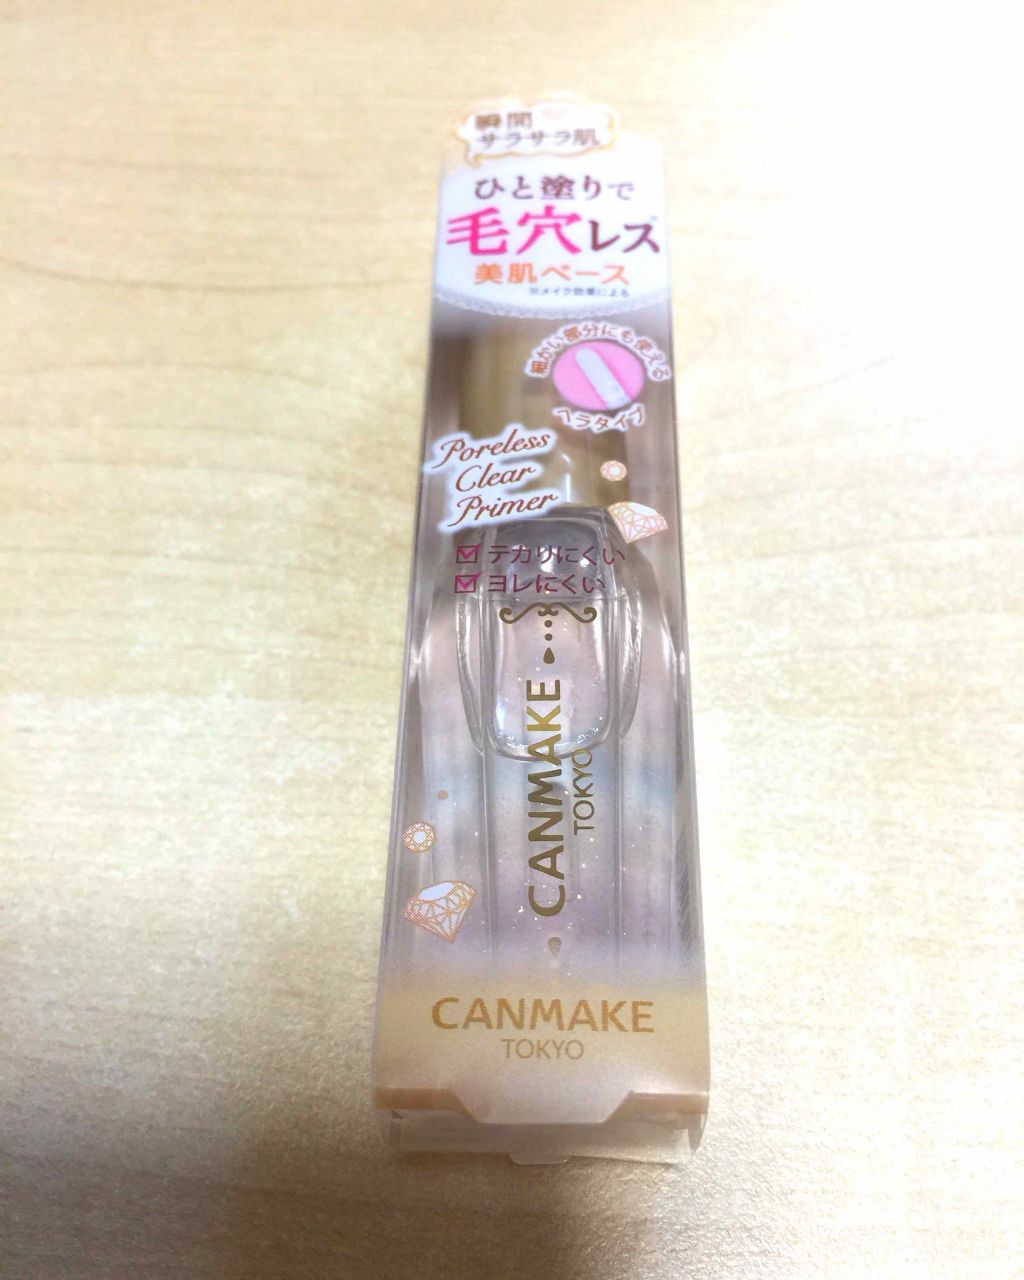 瞬間
サラサラ肌
ひと塗りで
毛穴レス※
美肌ベース
※メイク効果による
細かい部分にも使える
ヘラタイプ
Poreless
Clear
Primer
テカりにくい
ヨレにくい
CANMAKE
TOKYO
CANMAKE
TOKYO